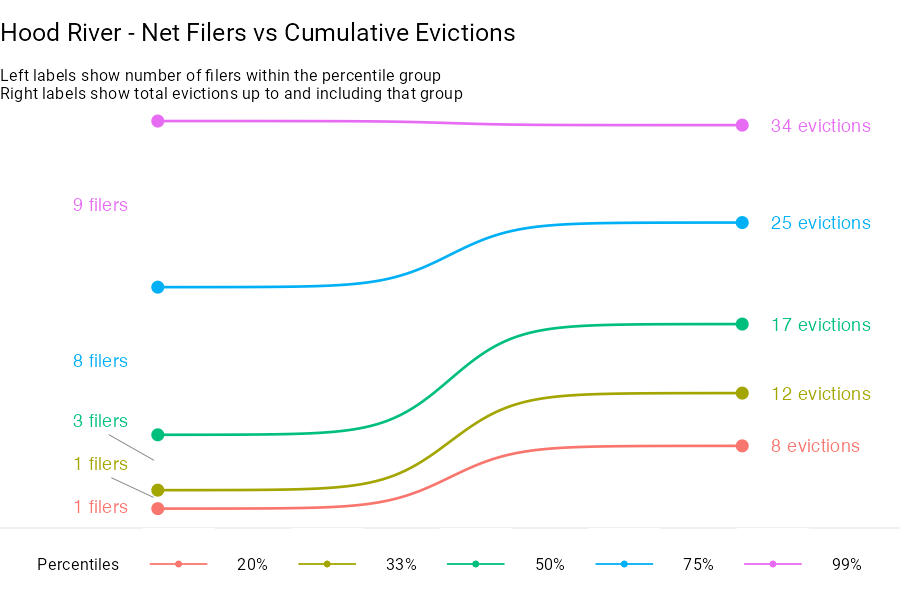 Hood River - Net Filers vs Cumulative Evictions
Left labels show number of filers within the percentile group
Right labels show total evictions up to and including that group
34 evictions
9 filers
25 evictions
17 evictions
8 filers
12 evictions
3 filers
8 evictions
1 filers
1 filers
Percentiles 20% 33% 50% 75% 99%